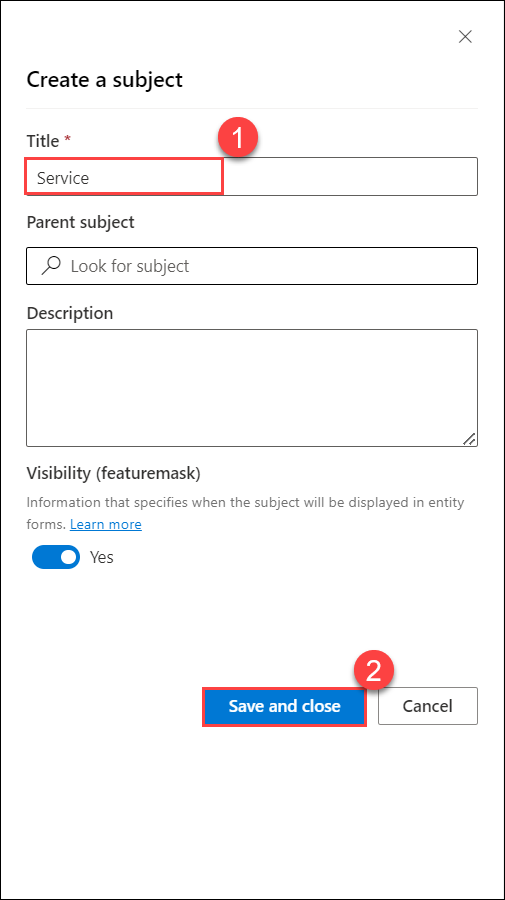 Create a subject
Title *
1
Service
Parent subject
Look for subject
Description
Visibility (featuremask)
Information that specifies when the subject will be displayed in entity
forms. Learn more
Yes
2
Save and close
Cancel